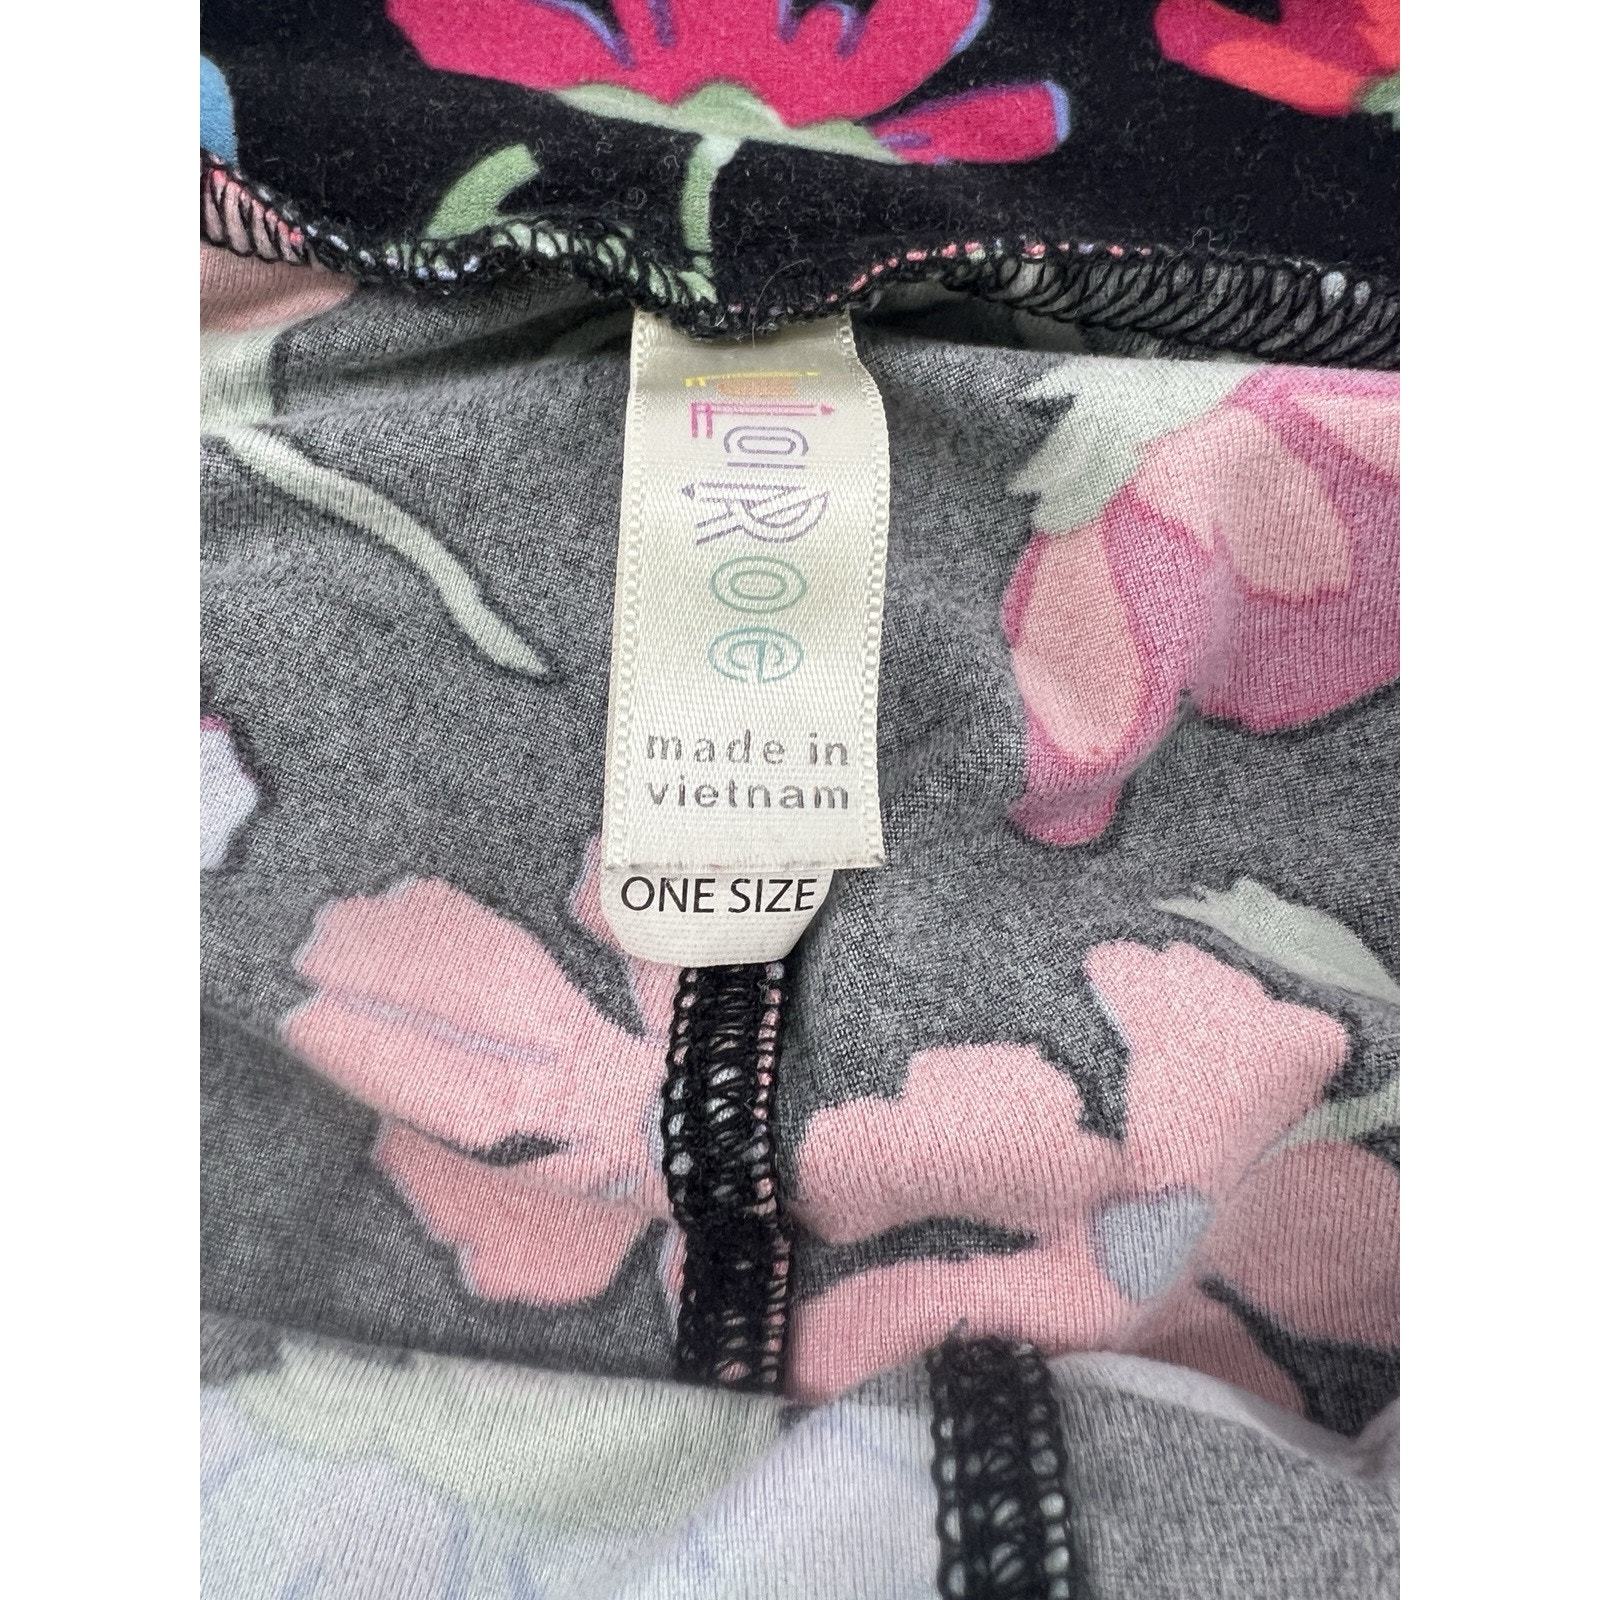 LuLaRoe
made in
vietnam
ONE SIZE